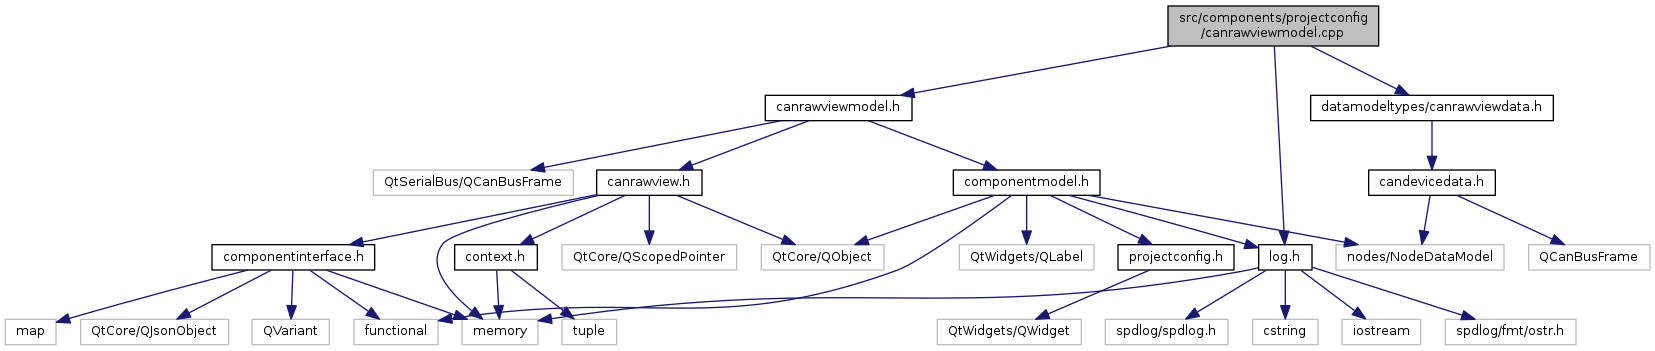 src/components/projectconfig
/canrawviewmodel.cpp
canrawviewmodel.h
datamodeltypes/canrawviewdata.h
QtSerialBus/QCanBusFrame
canrawview.h
componentmodel.h
candevicedata.h
componentinterface.h
context.h
QtCore/QScopedPointer
QtCore/QObject
QtWidgets/QLabel
projectconfig.h
log.h
nodes/NodeDataModel
QCanBusFrame
map
QtCore/QJsonObject
QVariant
functional
memory
tuple
QtWidgets/QWidget
spdlog/spdlog.h
cstring
iostream
spdlog/fmt/ostr.h